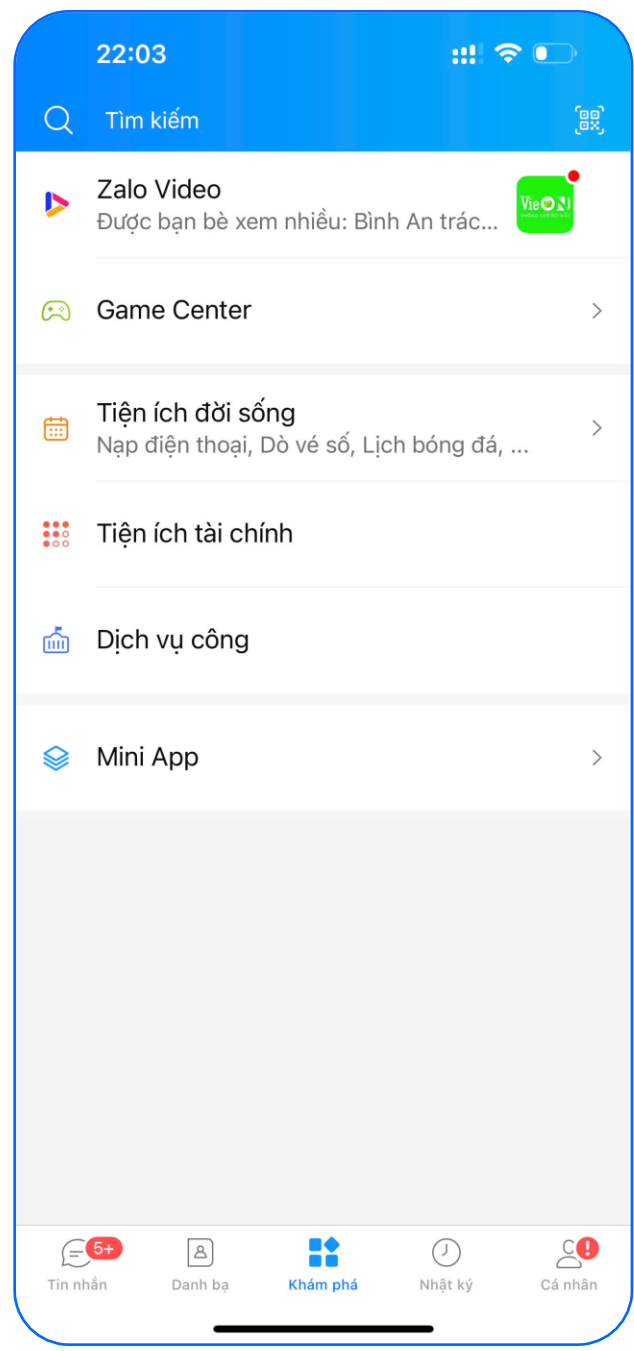 22:03
Tìm kiếm
Zalo Video
Được bạn bè xem nhiều: Bình An trác...
VieON
Game Center
Tiện ích đời sống
Nạp điện thoại, Dò vé số, Lịch bóng đá, ...
Tiện ích tài chính
Dịch vụ công
Mini App
5+
!
Tin nhắn
Danh bạ
Khám phá
Nhật ký
Cá nhân